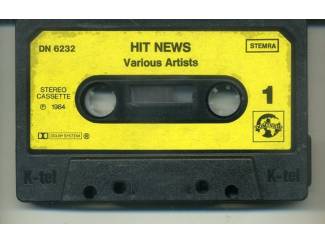 DN 6232
HIT NEWS
STEMRA
Various Artists
STEREO
CASSETTE
℗ 1984
1
DOLBY SYSTEM ®
K-tel
K-tel